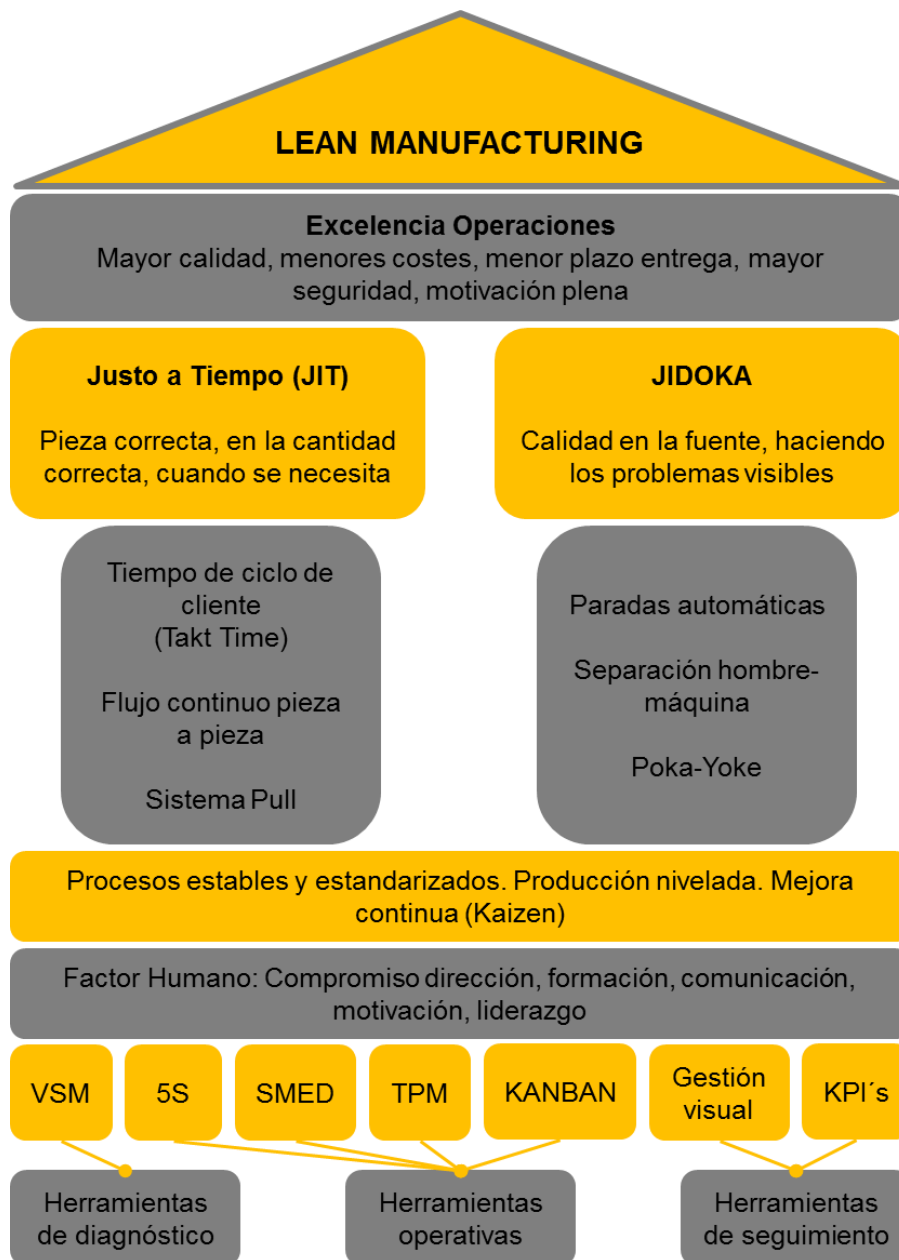 LEAN MANUFACTURING
Excelencia Operaciones
Mayor calidad, menores costes, menor plazo entrega, mayor
seguridad, motivación plena
Justo a Tiempo (JIT)
Pieza correcta, en la cantidad
correcta, cuando se necesita
JIDOKA
Calidad en la fuente, haciendo
los problemas visibles
Tiempo de ciclo de
cliente
(Takt Time)
Flujo continuo pieza
a pieza
Sistema Pull
Paradas automáticas
Separación hombre-
máquina
Poka-Yoke
Procesos estables y estandarizados. Producción nivelada. Mejora
continua (Kaizen)
Factor Humano: Compromiso dirección, formación, comunicación,
motivación, liderazgo
VSM
5S
SMED
TPM
KANBAN
Gestión
visual
KPI´s
Herramientas
de diagnóstico
Herramientas
operativas
Herramientas
de seguimiento